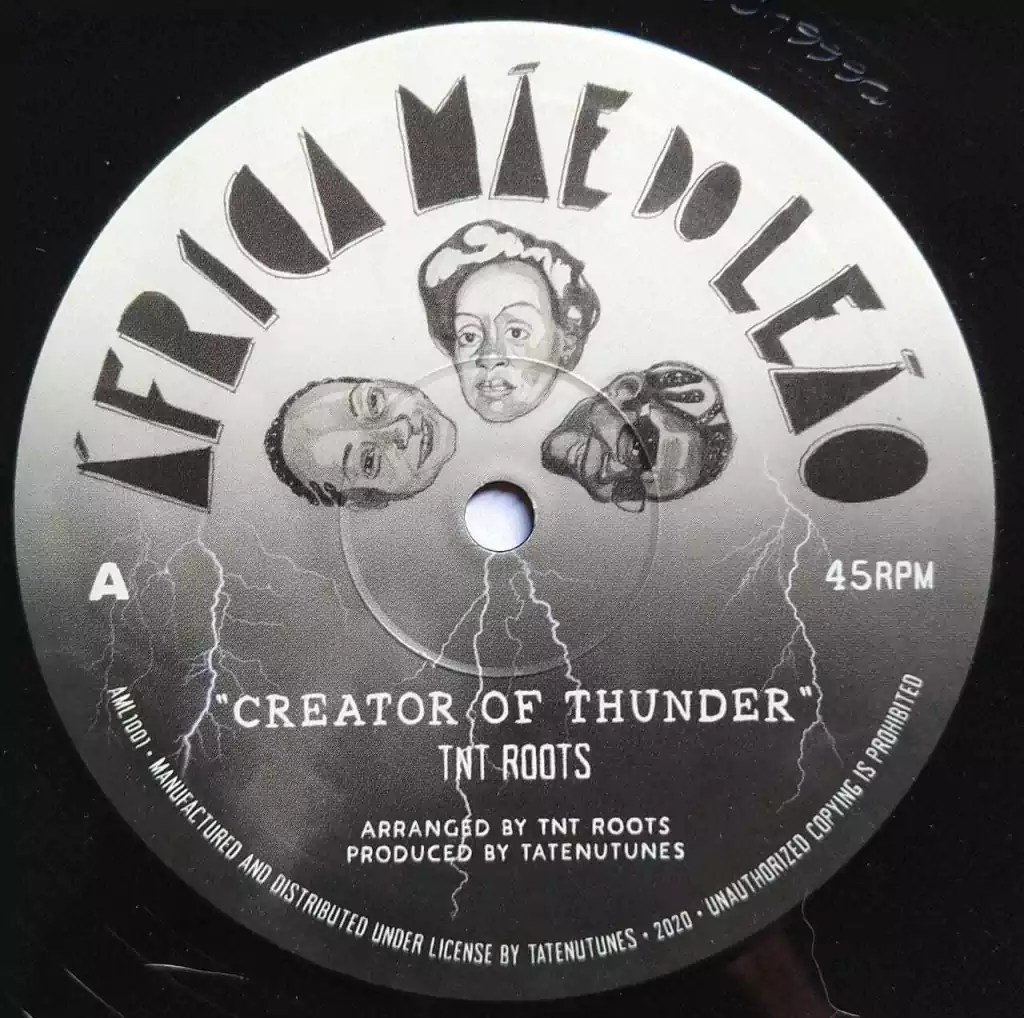 ÁFRICA MÃE DO LEÃO
A
45RPM
"CREATOR OF THUNDER"
TNT ROOTS
ARRANGED BY TNT ROOTS
PRODUCED BY TATENUTUNES
AML1001 • MANUFACTURED AND DISTRIBUTED UNDER LICENSE BY TATENUTUNES • 2020 • UNAUTHORIZED COPYING IS PROHIBITED